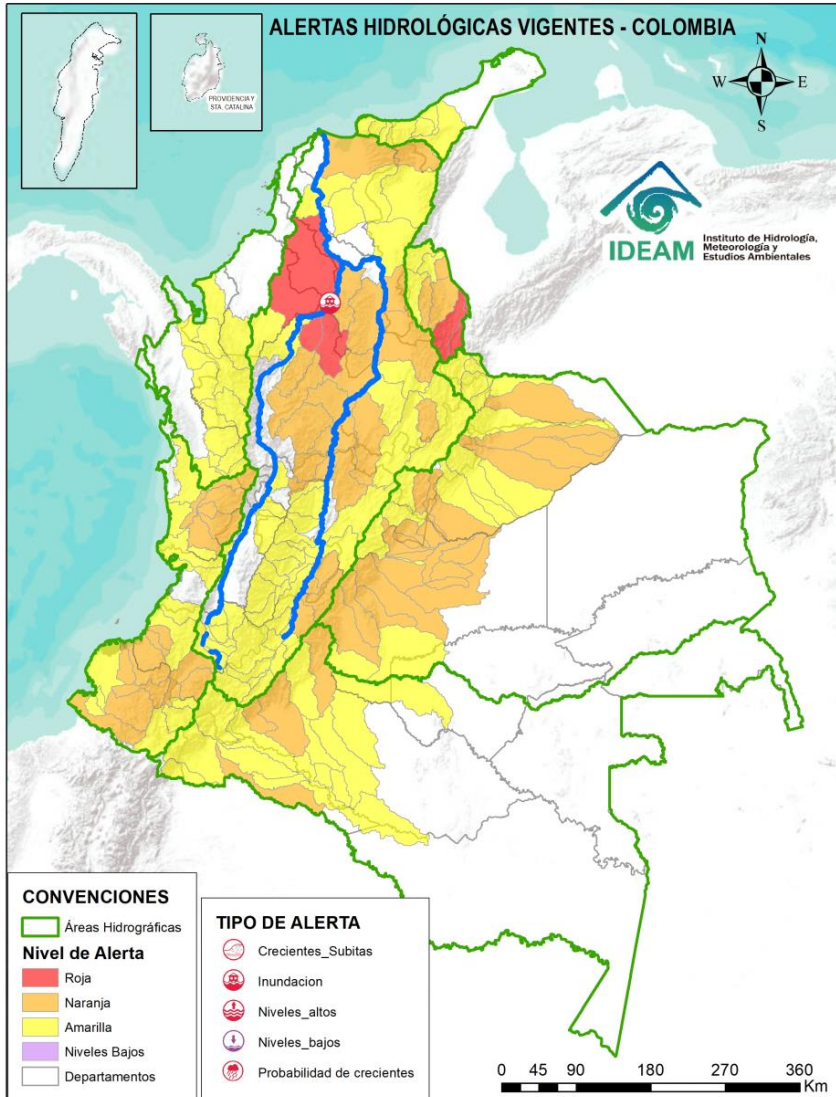 ALERTAS HIDROLÓGICAS VIGENTES - COLOMBIA
PROVIDENCIA Y
STA. CATALINA
N
W
E
S
IDEAM
Instituto de Hidrología,
Meteorología y
Estudios Ambientales
CONVENCIONES
Áreas Hidrográficas
Nivel de Alerta
Roja
Naranja
Amarilla
Niveles Bajos
Departamentos
TIPO DE ALERTA
Crecientes_Subitas
Inundacion
Niveles_altos
Niveles_bajos
Probabilidad de crecientes
0 45 90 180 270 360
Km